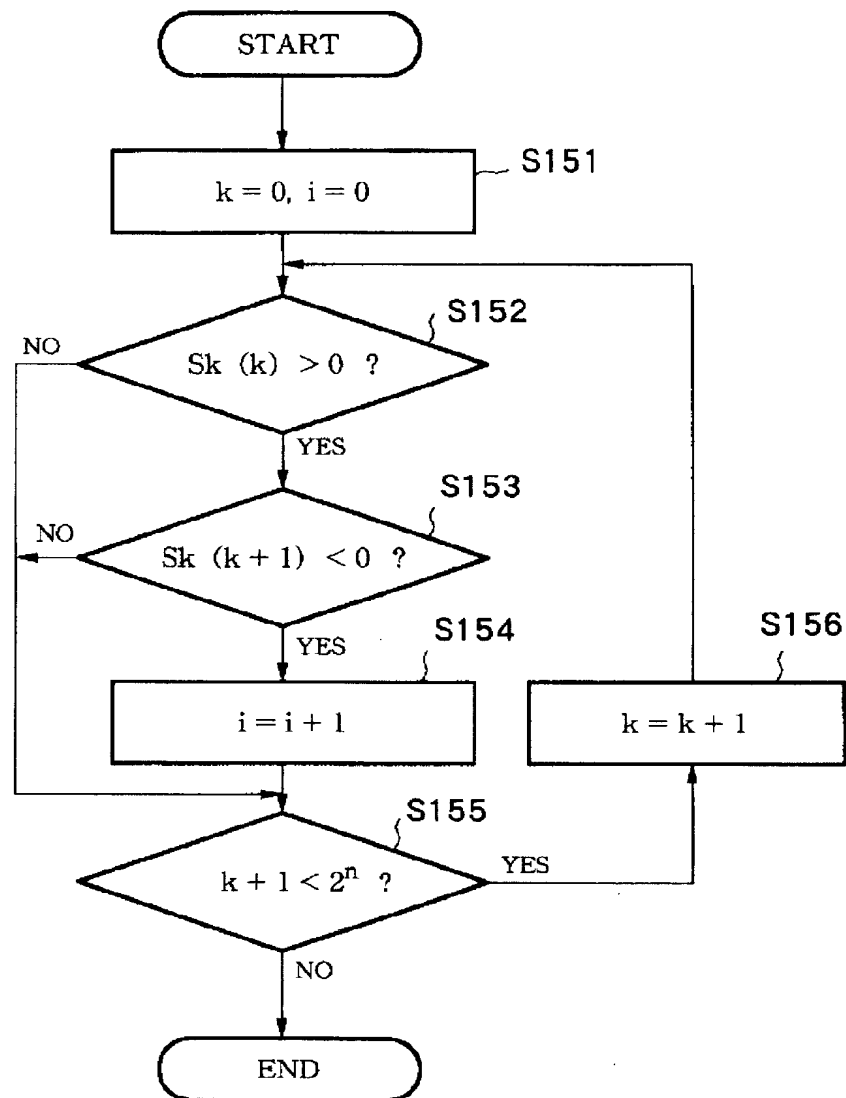 START
S151
k = 0, i = 0
S152
NO
Sk (k) > 0 ?
YES
S153
NO
Sk (k + 1) < 0 ?
YES
S154
S156
i = i + 1
k = k + 1
S155
YES
k + 1 < 2ⁿ ?
NO
END